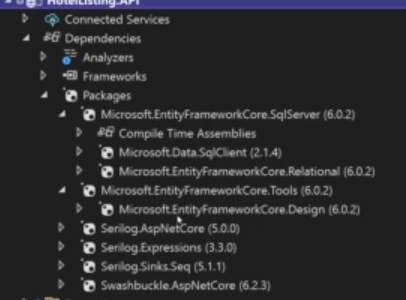 HotelListing.API
Connected Services
Dependencies
Analyzers
Frameworks
Packages
Microsoft.EntityFrameworkCore.SqlServer (6.0.2)
Compile Time Assemblies
Microsoft.Data.SqlClient (2.1.4)
Microsoft.EntityFrameworkCore.Relational (6.0.2)
Microsoft.EntityFrameworkCore.Tools (6.0.2)
Microsoft.EntityFrameworkCore.Design (6.0.2)
Serilog.AspNetCore (5.0.0)
Serilog.Expressions (3.3.0)
Serilog.Sinks.Seq (5.1.1)
Swashbuckle.AspNetCore (6.2.3)